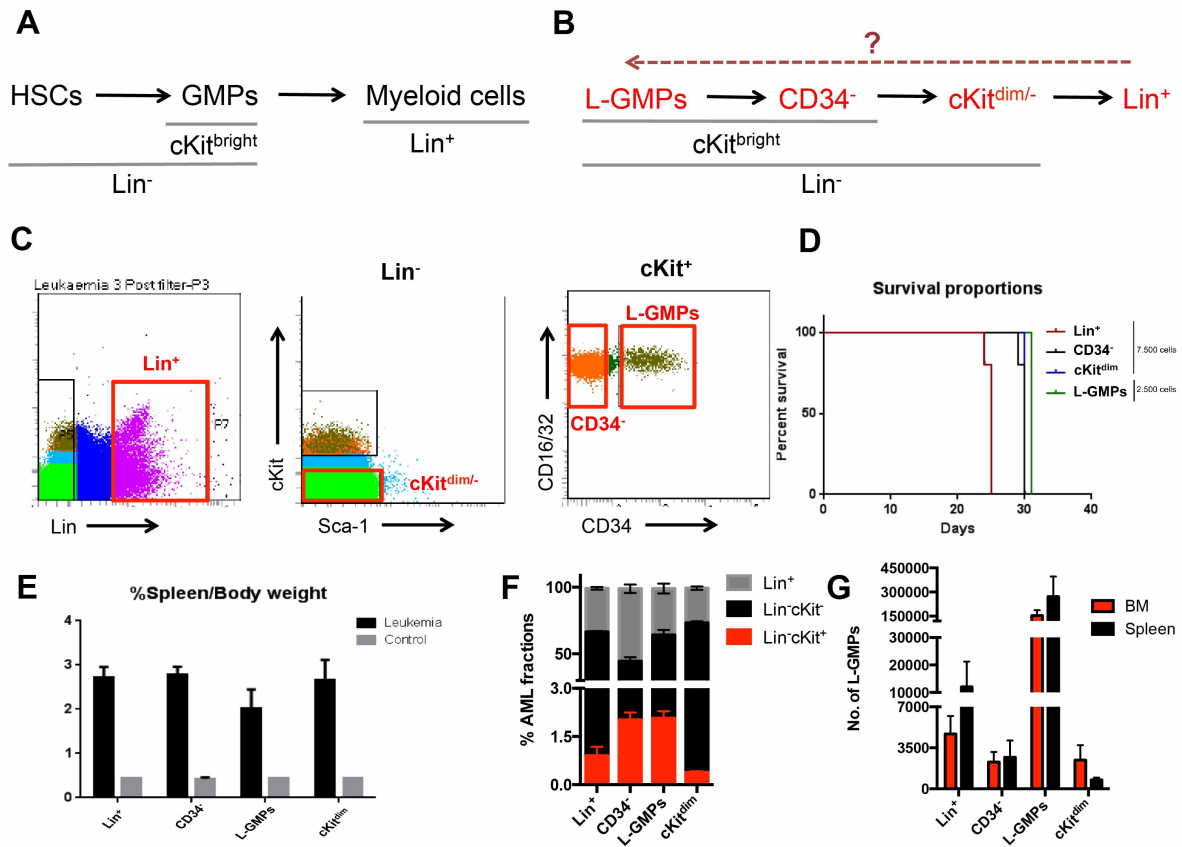 A
HSCs GMPs Myeloid cells
cKitbright Lin+
Lin-
B
?
L-GMPs CD34- cKitdim/- Lin+
cKitbright
Lin-
C
Leukaemia 3 Postfilter-P3
Lin+
P5
P7
Lin
Lin-
cKit
cKitdim/-
Sca-1
cKit+
L-GMPs
CD34-
CD16/32
CD34
D
Survival proportions
Percent survival
100
50
0
0 10 20 30 40
Days
Lin+
CD34-
cKitdim
L-GMPs
7.500 cells
2.500 cells
E
%Spleen/Body weight
4
3
2
1
0
Leukemia
Control
Lin+ CD34- L-GMPs cKitdim
F
% AML fractions
100
50
3.0
1.5
0.0
Lin+
Lin-cKit-
Lin-cKit+
Lin+ CD34- L-GMPs cKitdim
G
No. of L-GMPs
450000
300000
150000
30000
20000
10000
7000
3500
0
BM
Spleen
Lin+ CD34- L-GMPs cKitdim